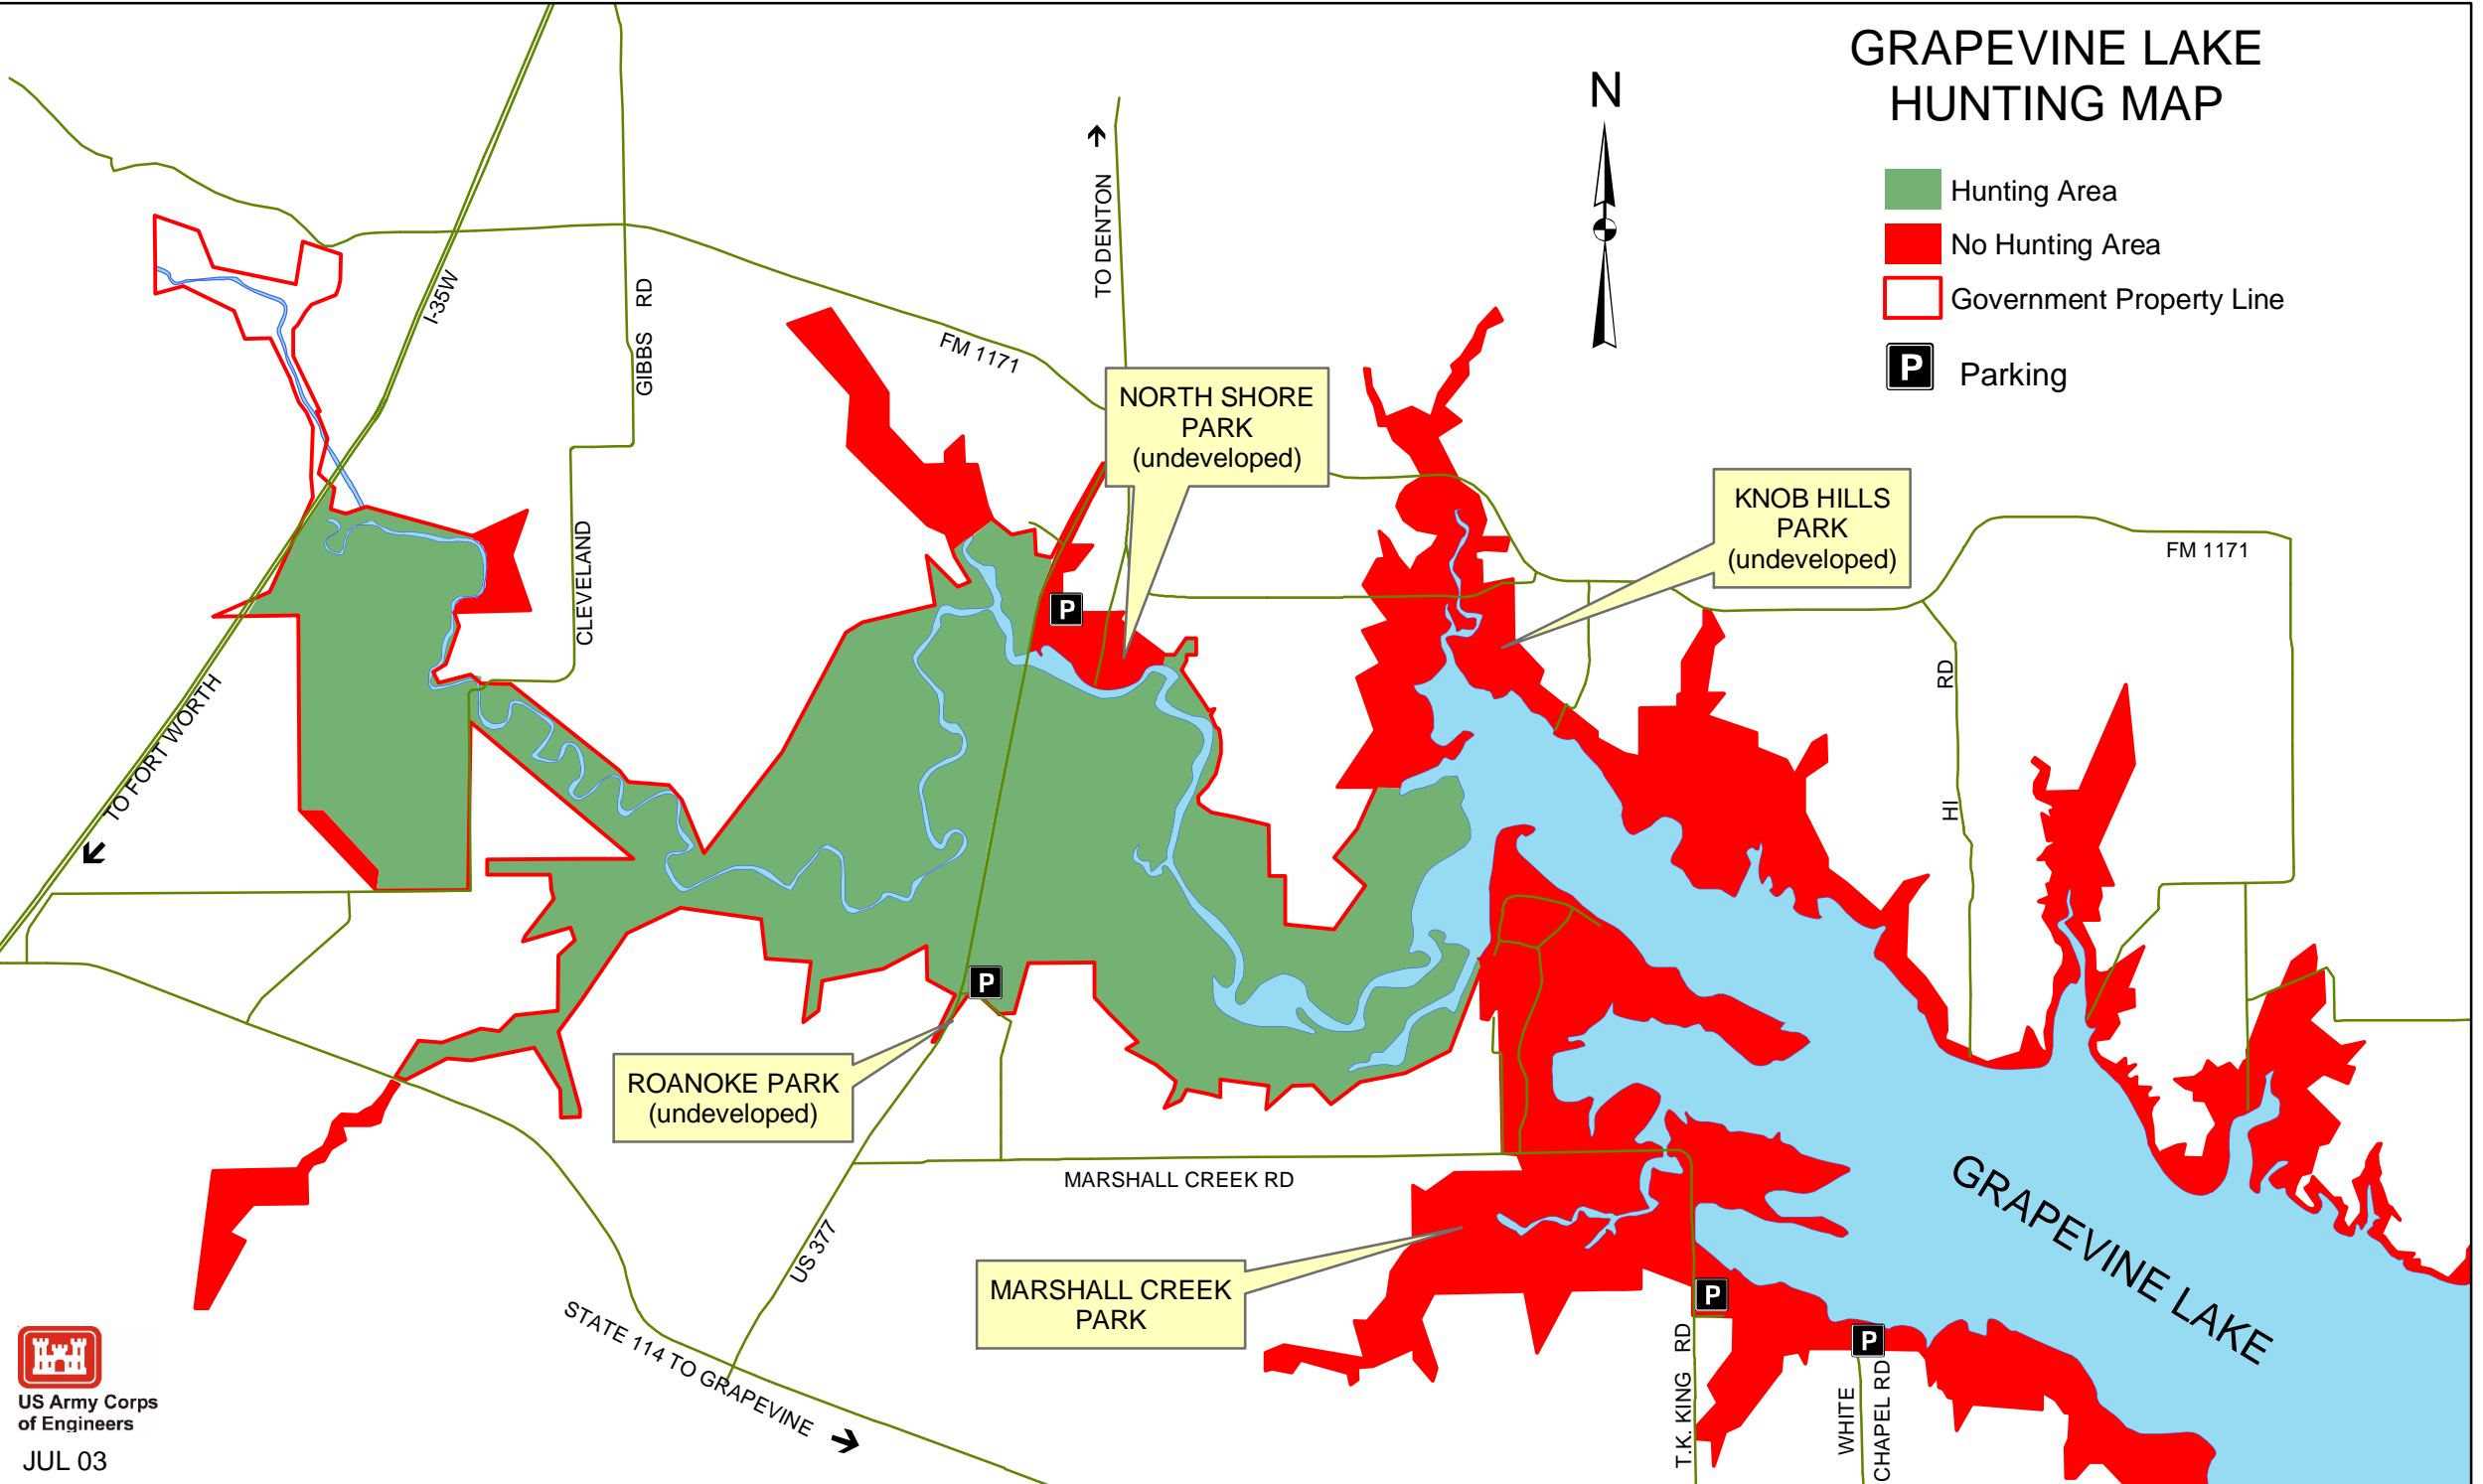 GRAPEVINE LAKE
HUNTING MAP
N
Hunting Area
No Hunting Area
Government Property Line
P Parking
TO DENTON
I-35W
GIBBS RD
FM 1171
NORTH SHORE
PARK
(undeveloped)
KNOB HILLS
PARK
(undeveloped)
FM 1171
CLEVELAND
P
RD
HI
TO FORT WORTH
P
ROANOKE PARK
(undeveloped)
MARSHALL CREEK RD
US 377
MARSHALL CREEK
PARK
GRAPEVINE LAKE
P
P
T.K. KING RD
WHITE
CHAPEL RD
STATE 114 TO GRAPEVINE
US Army Corps
of Engineers
JUL 03